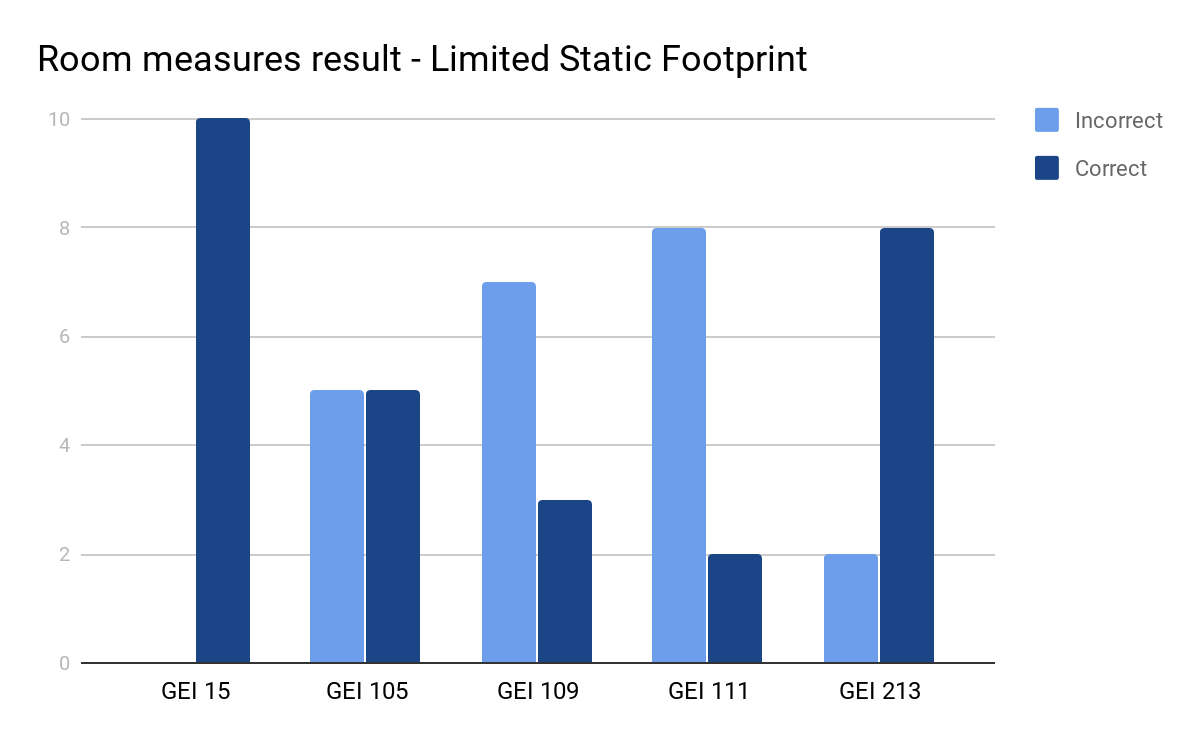 Room measures result - Limited Static Footprint
Incorrect
Correct
10
8
6
4
2
0
GEI 15
GEI 105
GEI 109
GEI 111
GEI 213